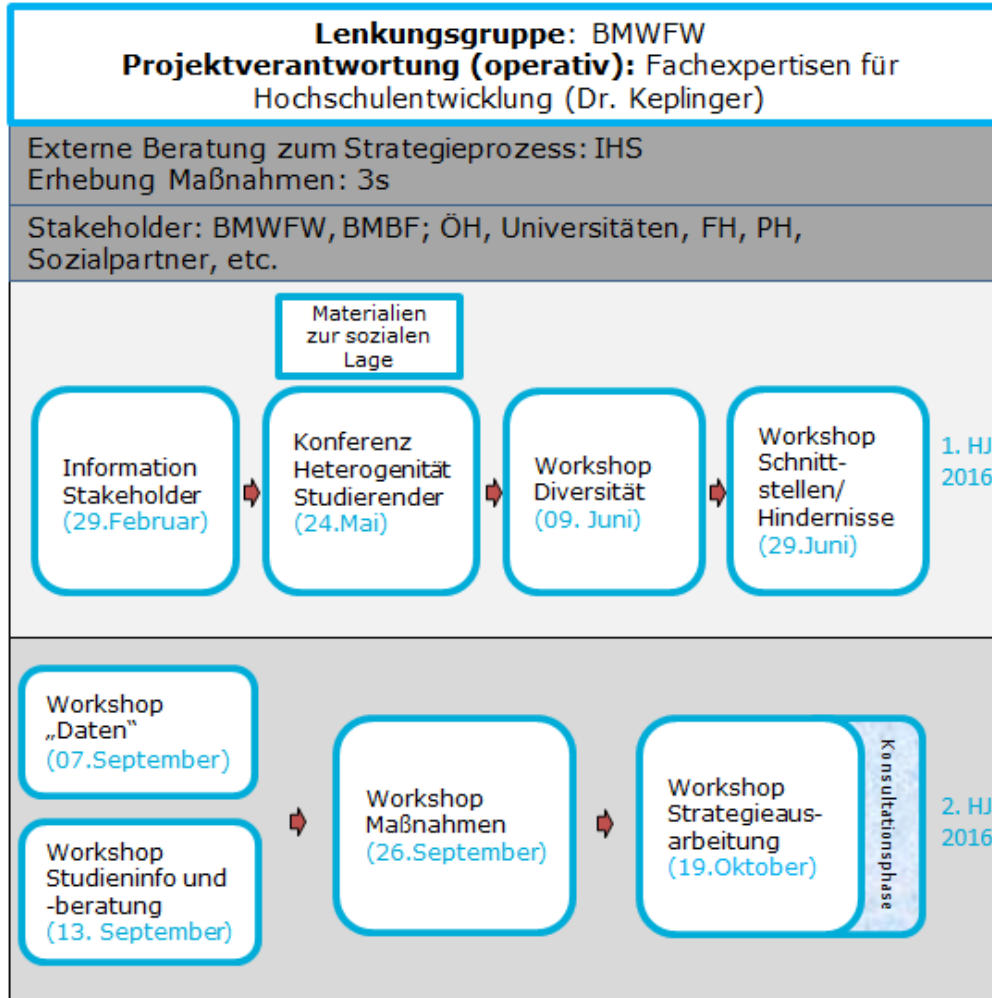 Lenkungsgruppe: BMWFW
Projektverantwortung (operativ): Fachexpertisen für
Hochschulentwicklung (Dr. Keplinger)
Externe Beratung zum Strategieprozess: IHS
Erhebung Maßnahmen: 3s
Stakeholder: BMWFW, BMBF; ÖH, Universitäten, FH, PH,
Sozialpartner, etc.
Materialien
zur sozialen
Lage
Information
Stakeholder
(29.Februar)
Konferenz
Heterogenität
Studierender
(24.Mai)
Workshop
Diversität
(09. Juni)
Workshop
Schnitt-
stellen/
Hindernisse
(29.Juni)
1. HJ
2016
Workshop
„Daten“
(07.September)
Workshop
Studieninfo und
-beratung
(13. September)
Workshop
Maßnahmen
(26.September)
Workshop
Strategieaus-
arbeitung
(19.Oktober)
Konsultationsphase
2. HJ
2016